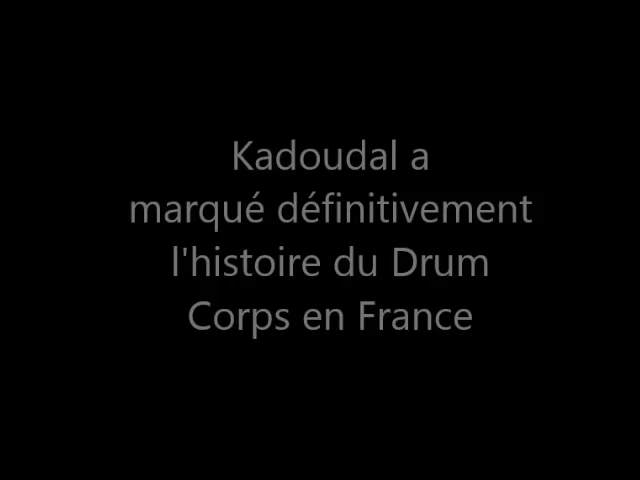 Kadoudal a
marqué définitivement
l'histoire du Drum
Corps en France